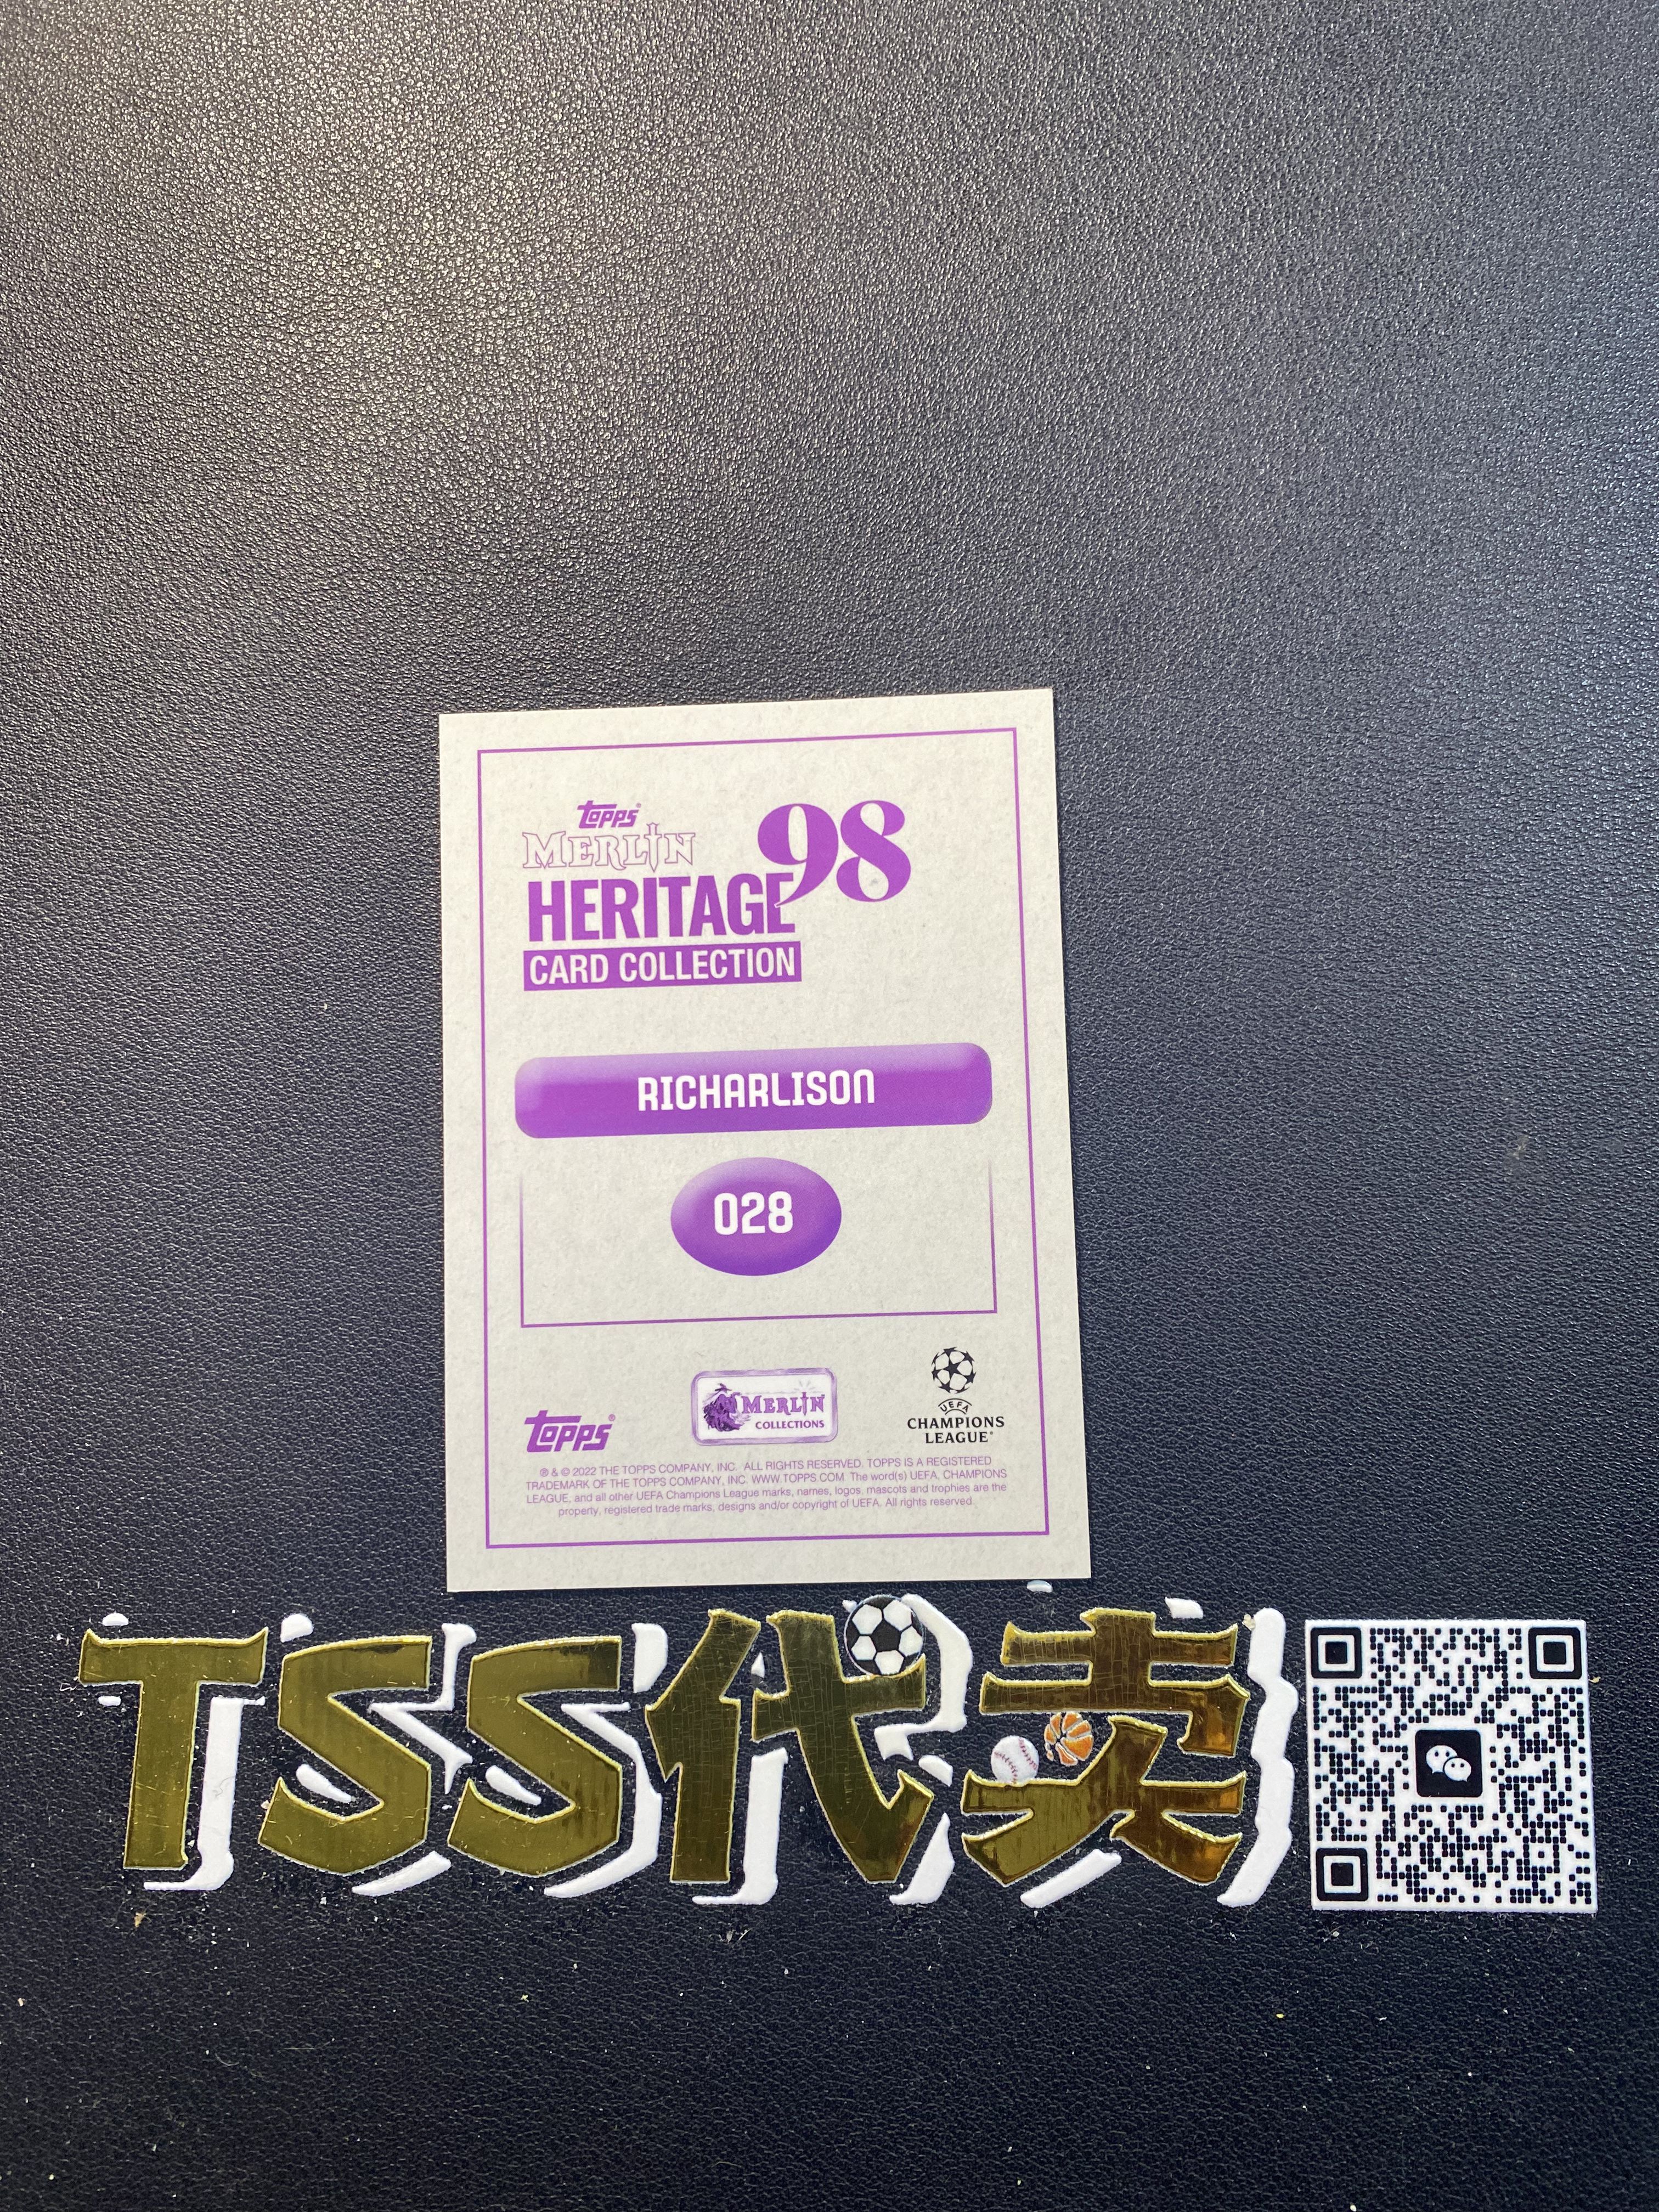 topps®
MERLIN
HERITAGE 98
CARD COLLECTION
RICHARLISON
028
topps®
MERLIN
COLLECTIONS
UEFA
CHAMPIONS
LEAGUE®
® & © 2022 THE TOPPS COMPANY, INC. ALL RIGHTS RESERVED. TOPPS IS A REGISTERED
TRADEMARK OF THE TOPPS COMPANY, INC. WWW.TOPPS.COM The word(s) UEFA, CHAMPIONS
LEAGUE, and all other UEFA Champions League marks, names, logos, mascots and trophies are the
property, registered trade marks, designs and/or copyright of UEFA. All rights reserved.
TSS代卖